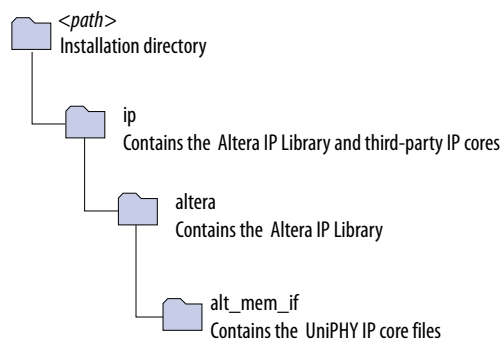 <path>
Installation directory
ip
Contains the Altera IP Library and third-party IP cores
altera
Contains the Altera IP Library
alt_mem_if
Contains the UniPHY IP core files